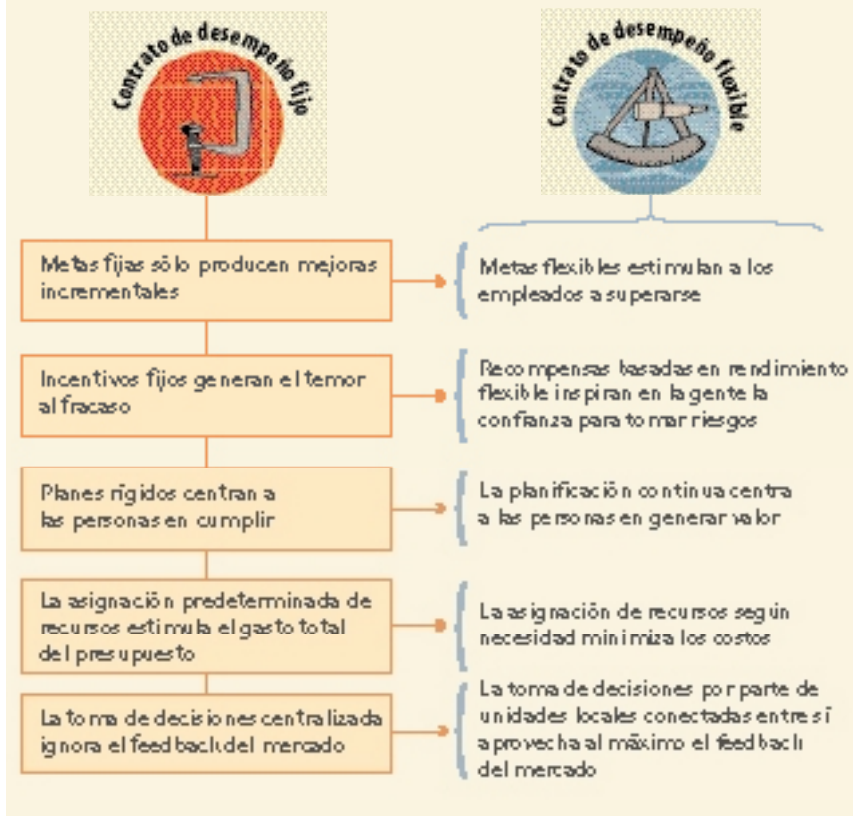 Contrato de desempeño fijo
Contrato de desempeño flexible
Metas fijas sólo producen mejoras
incrementales
Metas flexibles estimulan a los
empleados a superarse
Incentivos fijos generan el temor
al fracaso
Recompensas basadas en rendimiento
flexible inspiran en la gente la
confianza para tomar riesgos
Planes rígidos centran a
las personas en cumplir
La planificación continua centra
a las personas en generar valor
La asignación predeterminada de
recursos estimula el gasto total
del presupuesto
La asignación de recursos según
necesidad minimiza los costos
La toma de decisiones centralizada
ignora el feedback del mercado
La toma de decisiones por parte de
unidades locales conectadas entre sí
aprovecha al máximo el feedback
del mercado